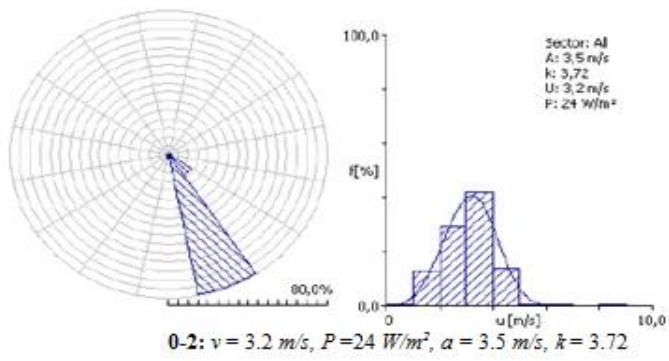 100,0
Sector: All
A: 3,5 m/s
k: 3,72
U: 3,2 m/s
P: 24 W/m²
f[%]
80,0%
0,0
0
u [m/s]
10,0
0-2: v = 3.2 m/s, P =24 W/m², a = 3.5 m/s, k = 3.72